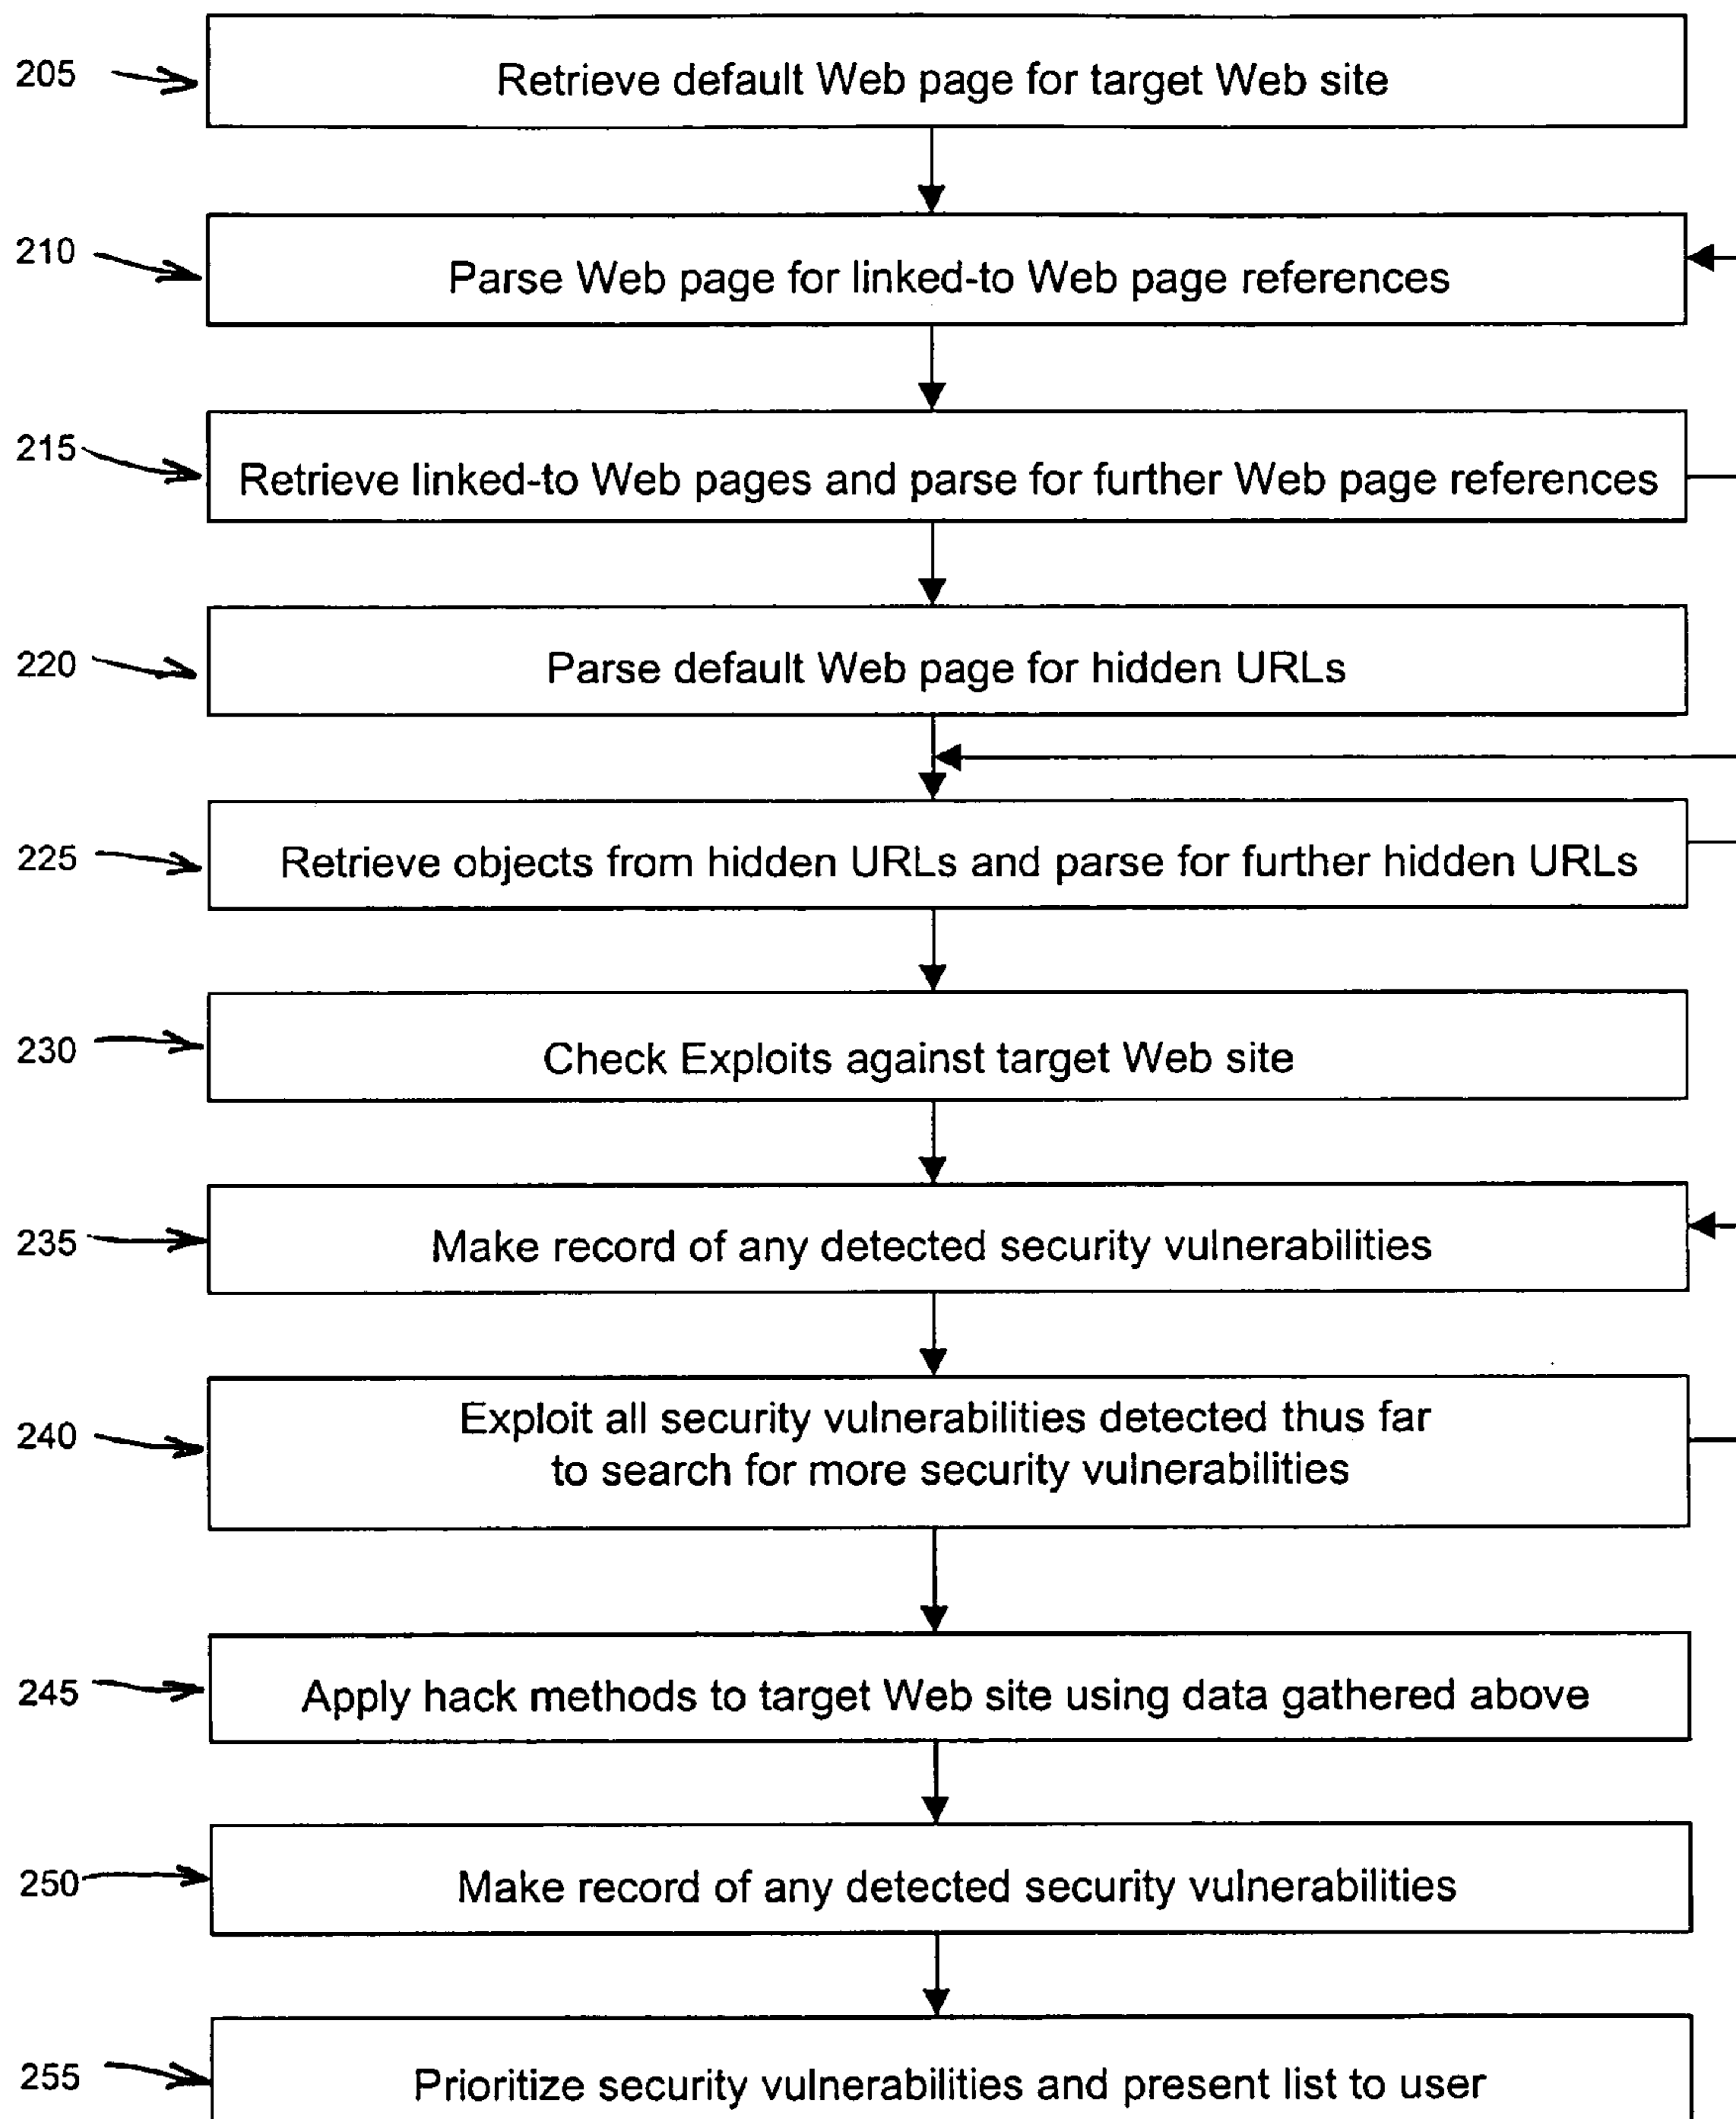 205
Retrieve default Web page for target Web site
210
Parse Web page for linked-to Web page references
215
Retrieve linked-to Web pages and parse for further Web page references
220
Parse default Web page for hidden URLs
225
Retrieve objects from hidden URLs and parse for further hidden URLs
230
Check Exploits against target Web site
235
Make record of any detected security vulnerabilities
240
Exploit all security vulnerabilities detected thus far
to search for more security vulnerabilities
245
Apply hack methods to target Web site using data gathered above
250
Make record of any detected security vulnerabilities
255
Prioritize security vulnerabilities and present list to user